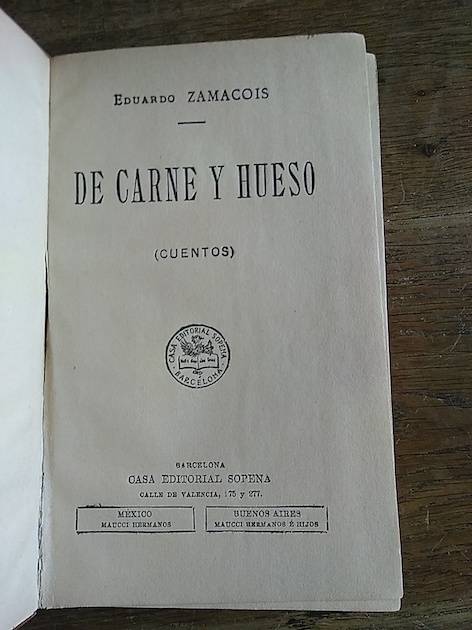 Eduardo ZAMACOIS
DE CARNE Y HUESO
(CUENTOS)
CASA EDITORIAL SOPENA
BARCELONA
BARCELONA
CASA EDITORIAL SOPENA
CALLE DE VALENCIA, 175 y 277.
MÉXICO
MAUCCI HERMANOS
BUENOS AIRES
MAUCCI HERMANOS É HIJOS